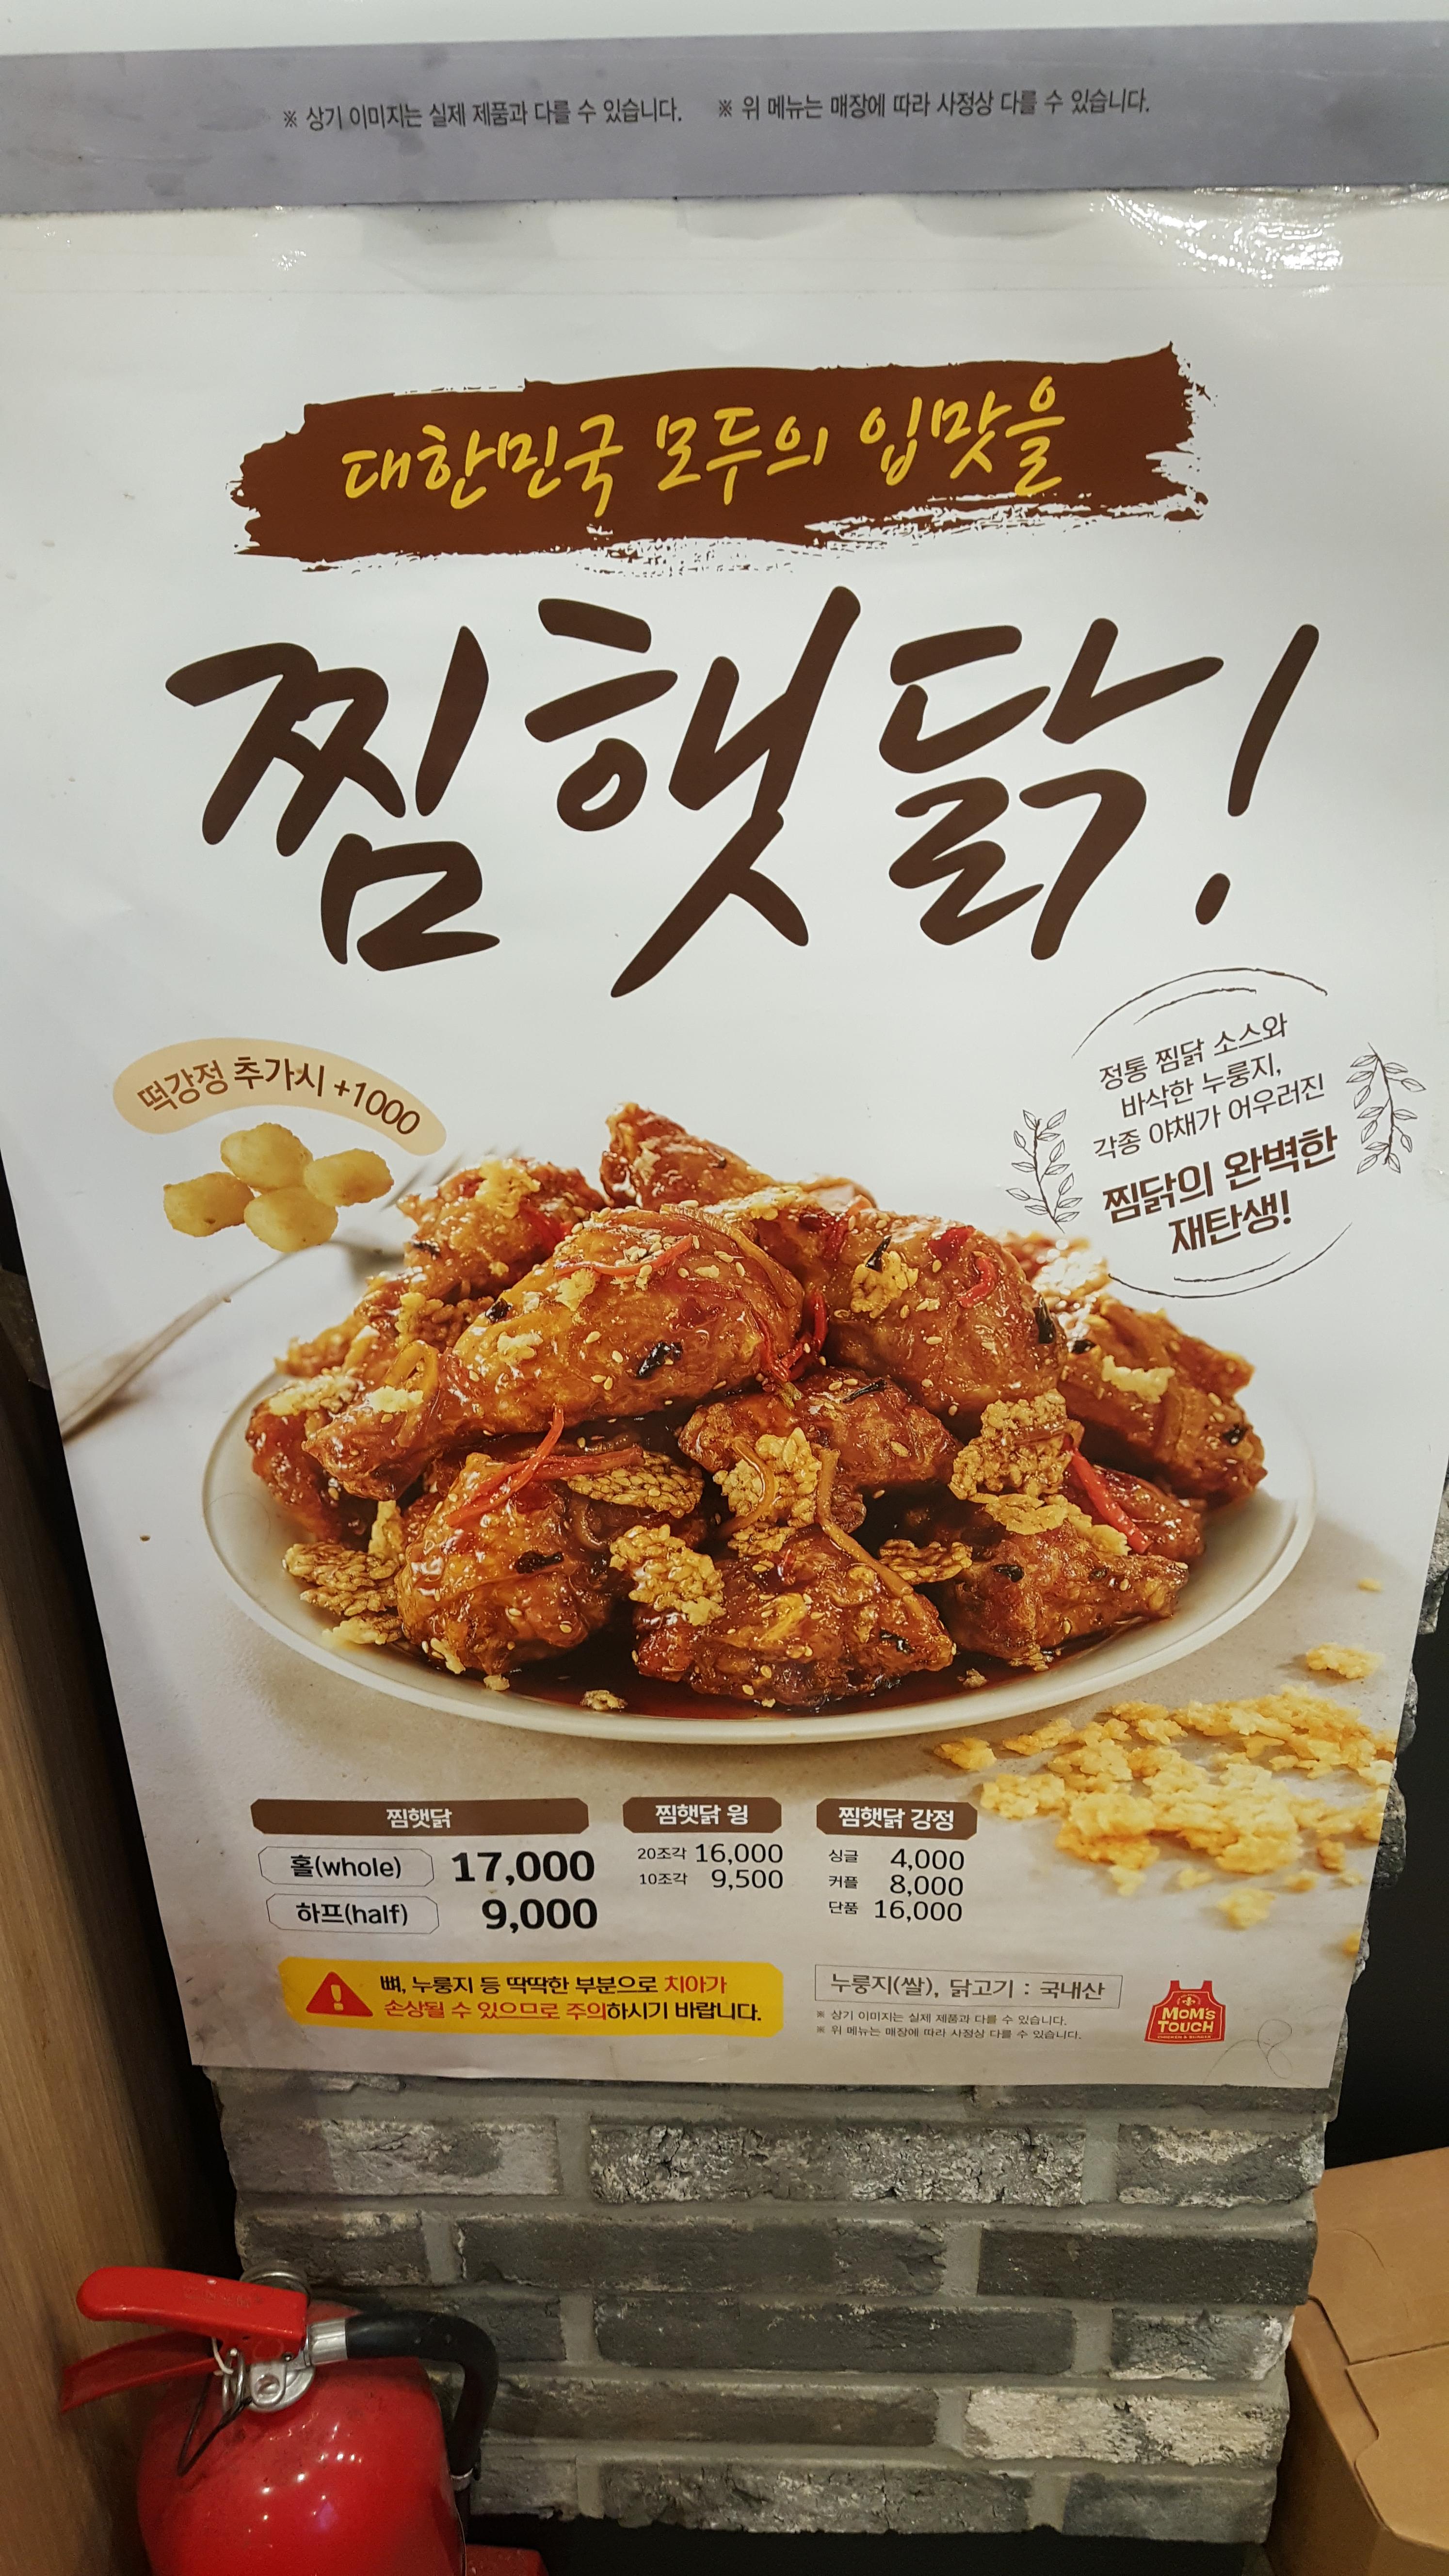 ※ 상기 이미지는 실제 제품과 다를 수 있습니다. ※ 위 메뉴는 매장에 따라 사정상 다를 수 있습니다.
대한민국 모두의 입맛을
찜햇닭!
떡강정 추가시 +1000
정통 찜닭 소스와
바삭한 누룽지,
각종 야채가 어우러진
찜닭의 완벽한
재탄생!
찜햇닭
홀(whole) 17,000
하프(half) 9,000
찜햇닭 윙
20조각 16,000
10조각 9,500
찜햇닭 강정
싱글 4,000
커플 8,000
단품 16,000
뼈, 누룽지 등 딱딱한 부분으로 치아가
손상될 수 있으므로 주의하시기 바랍니다.
누룽지(쌀), 닭고기 : 국내산
※ 상기 이미지는 실제 제품과 다를 수 있습니다.
※ 위 메뉴는 매장에 따라 사정상 다를 수 있습니다.
MOM'S
TOUCH
CHICKEN & BURGER